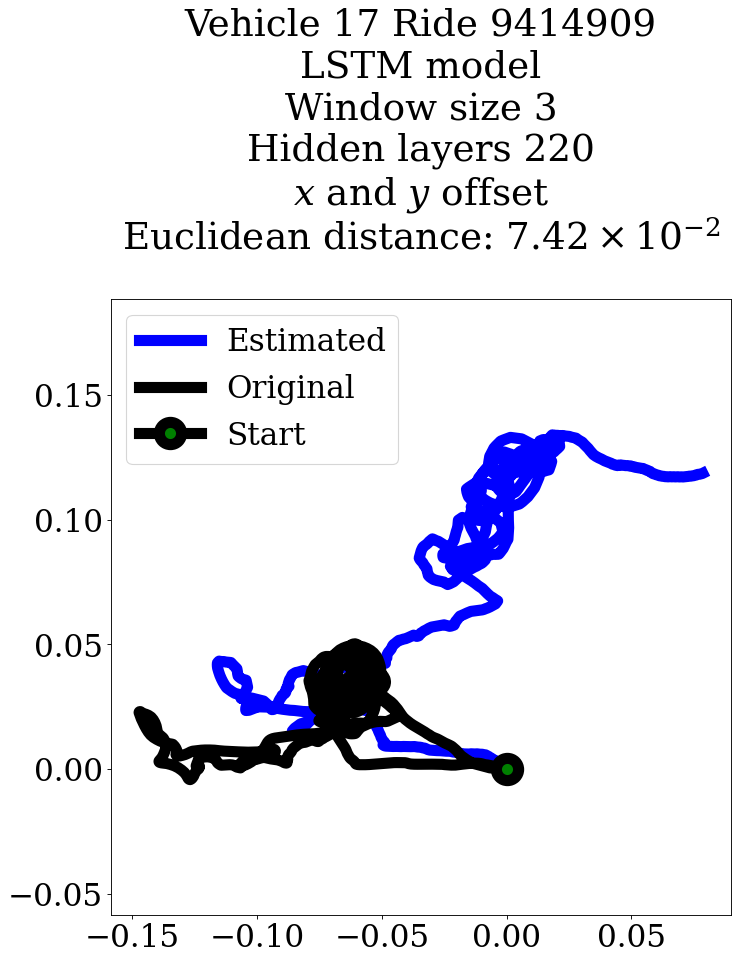 Vehicle 17 Ride 9414909
LSTM model
Window size 3
Hidden layers 220
x and y offset
Euclidean distance: 7.42 × 10⁻²
Estimated
Original
Start
0.15
0.10
0.05
0.00
−0.05
−0.15 −0.10 −0.05 0.00 0.05